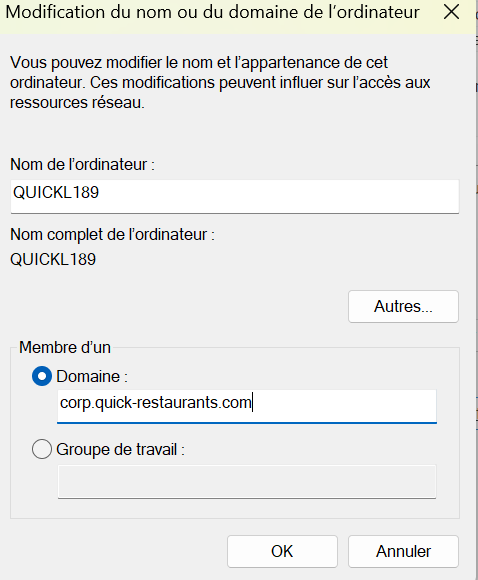 Modification du nom ou du domaine de l'ordinateur
Vous pouvez modifier le nom et l'appartenance de cet
ordinateur. Ces modifications peuvent influer sur l'accès aux
ressources réseau.
Nom de l'ordinateur :
QUICKL189
Nom complet de l'ordinateur :
QUICKL189
Autres...
Membre d'un
Domaine :
corp.quick-restaurants.com
Groupe de travail :
OK
Annuler